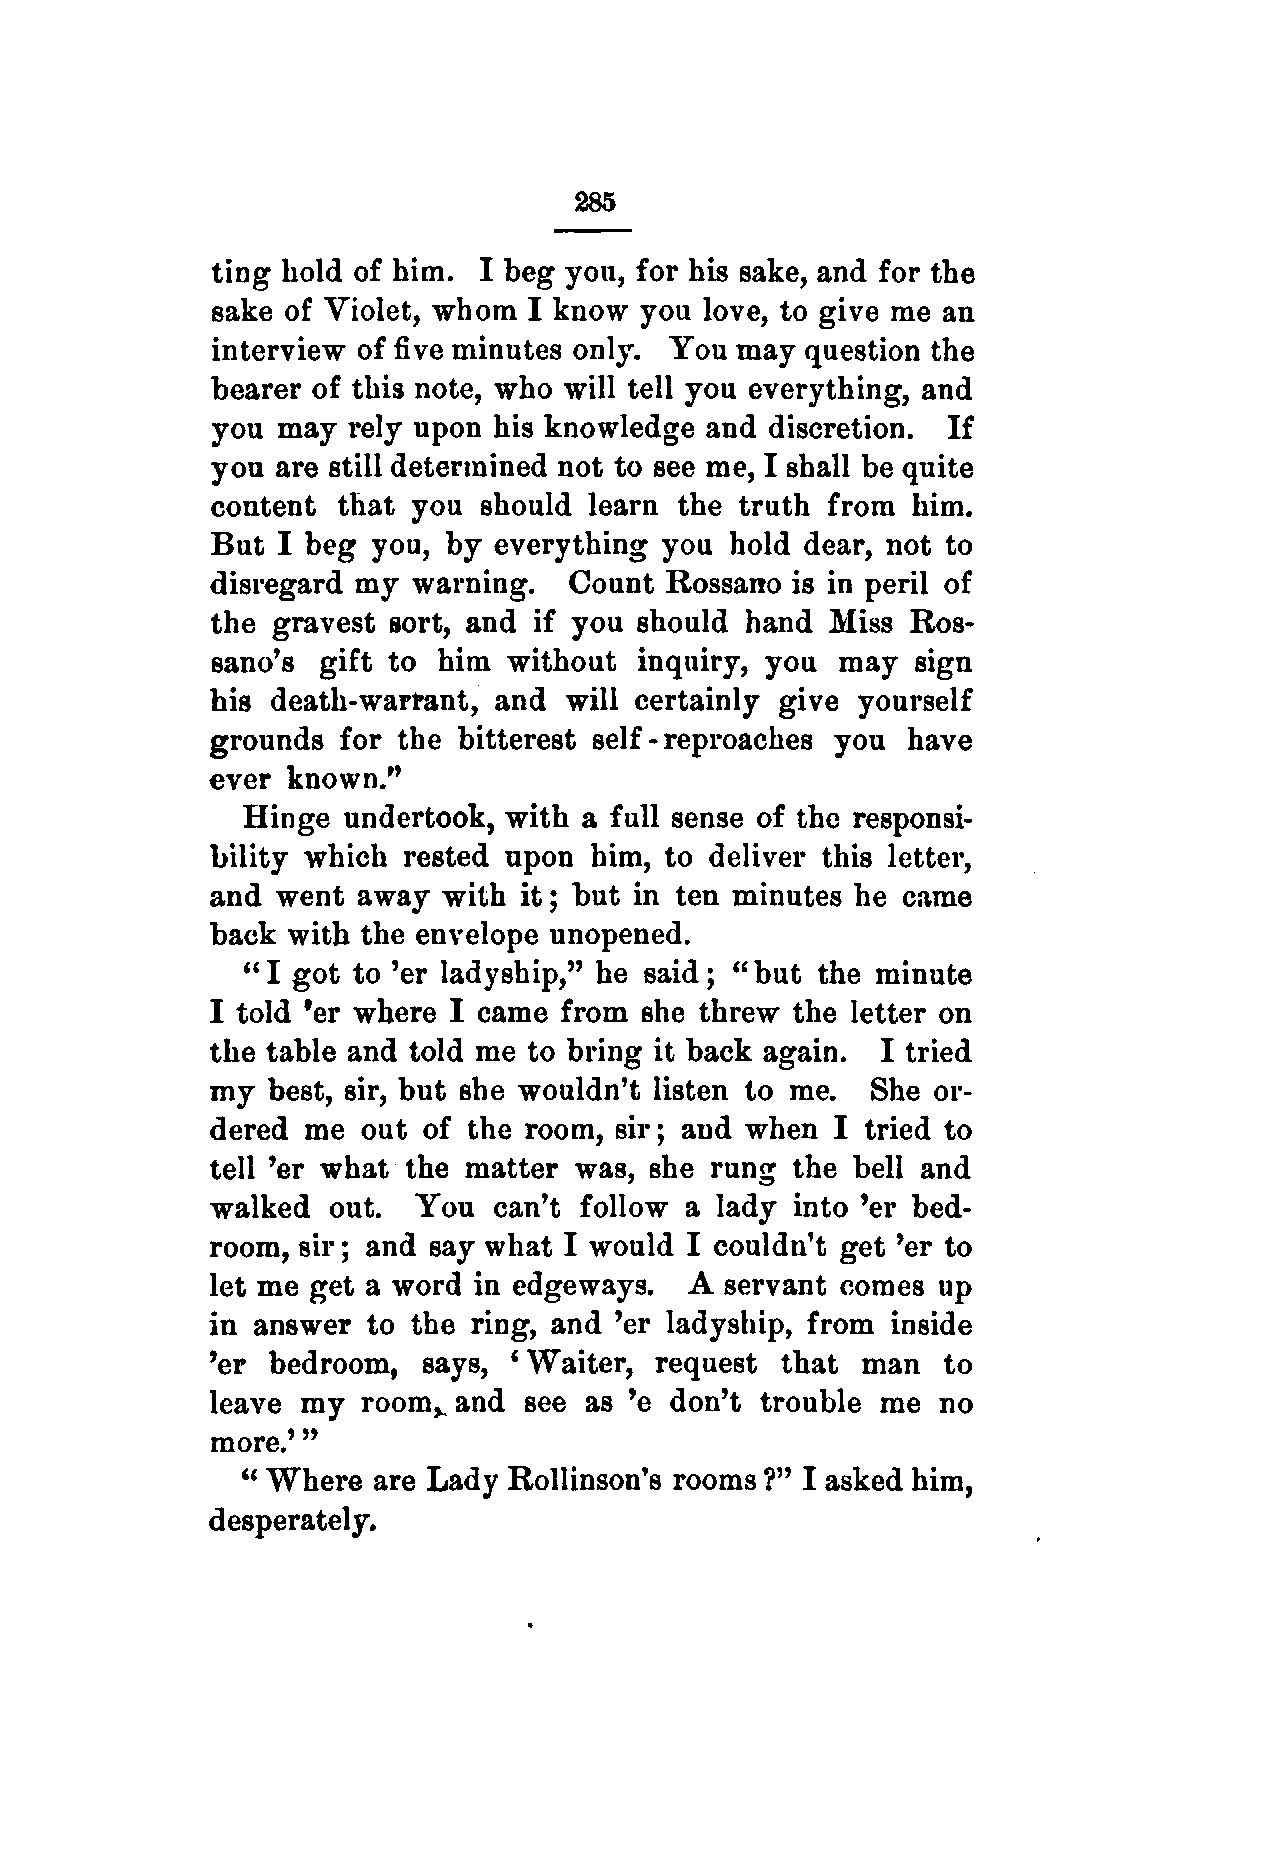 285
ting hold of him. I beg you, for his sake, and for the
sake of Violet, whom I know you love, to give me an
interview of five minutes only. You may question the
bearer of this note, who will tell you everything, and
you may rely upon his knowledge and discretion. If
you are still determined not to see me, I shall be quite
content that you should learn the truth from him.
But I beg you, by everything you hold dear, not to
disregard my warning. Count Rossano is in peril of
the gravest sort, and if you should hand Miss Ros-
sano's gift to him without inquiry, you may sign
his death-warrant, and will certainly give yourself
grounds for the bitterest self-reproaches you have
ever known."
Hinge undertook, with a full sense of the responsi-
bility which rested upon him, to deliver this letter,
and went away with it; but in ten minutes he came
back with the envelope unopened.
"I got to 'er ladyship," he said; "but the minute
I told 'er where I came from she threw the letter on
the table and told me to bring it back again. I tried
my best, sir, but she wouldn't listen to me. She or-
dered me out of the room, sir; and when I tried to
tell 'er what the matter was, she rung the bell and
walked out. You can't follow a lady into 'er bed-
room, sir; and say what I would I couldn't get 'er to
let me get a word in edgeways. A servant comes up
in answer to the ring, and 'er ladyship, from inside
'er bedroom, says, 'Waiter, request that man to
leave my room, and see as 'e don't trouble me no
more.'"
"Where are Lady Rollinson's rooms?" I asked him,
desperately.